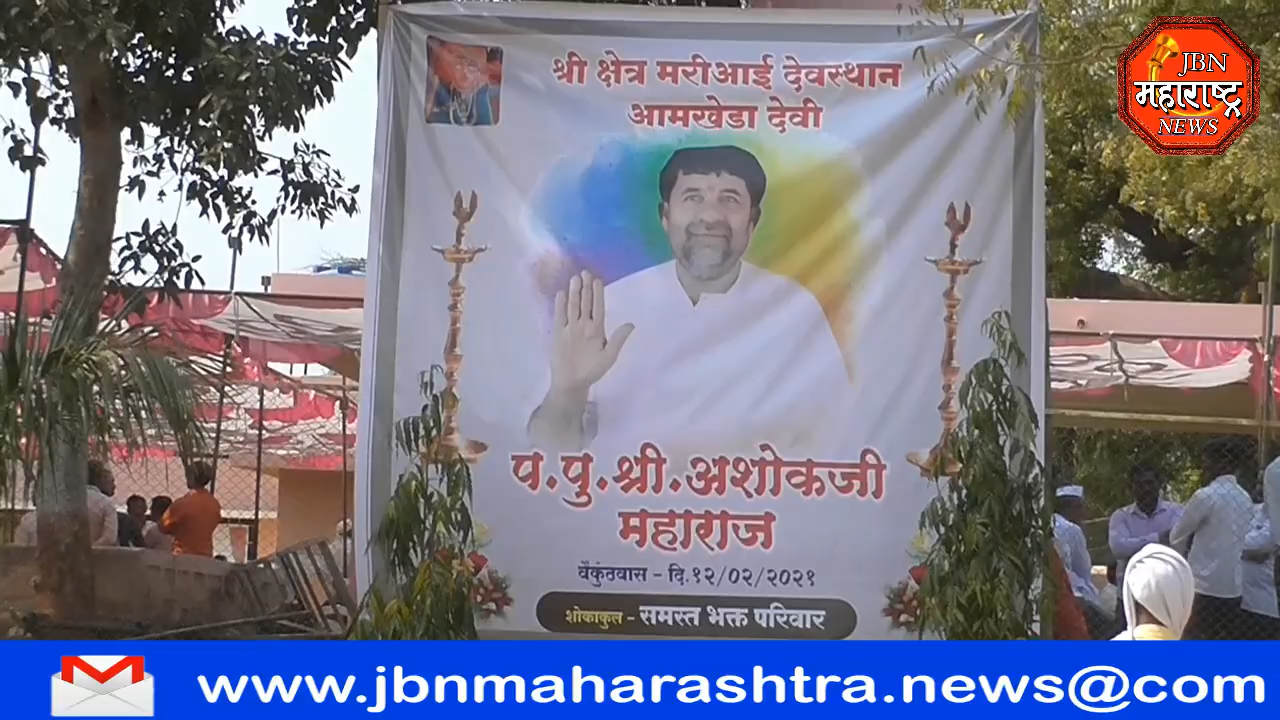 श्री क्षेत्र मरीआई देवस्थान
आमखेडा देवी
JBN
महाराष्ट्र
NEWS
प.पु.श्री.अशोकजी
महाराज
वैकुंठवास - दि.१२/०२/२०२१
शोकाकुल - समस्त भक्त परिवार
www.jbnmaharashtra.news@com